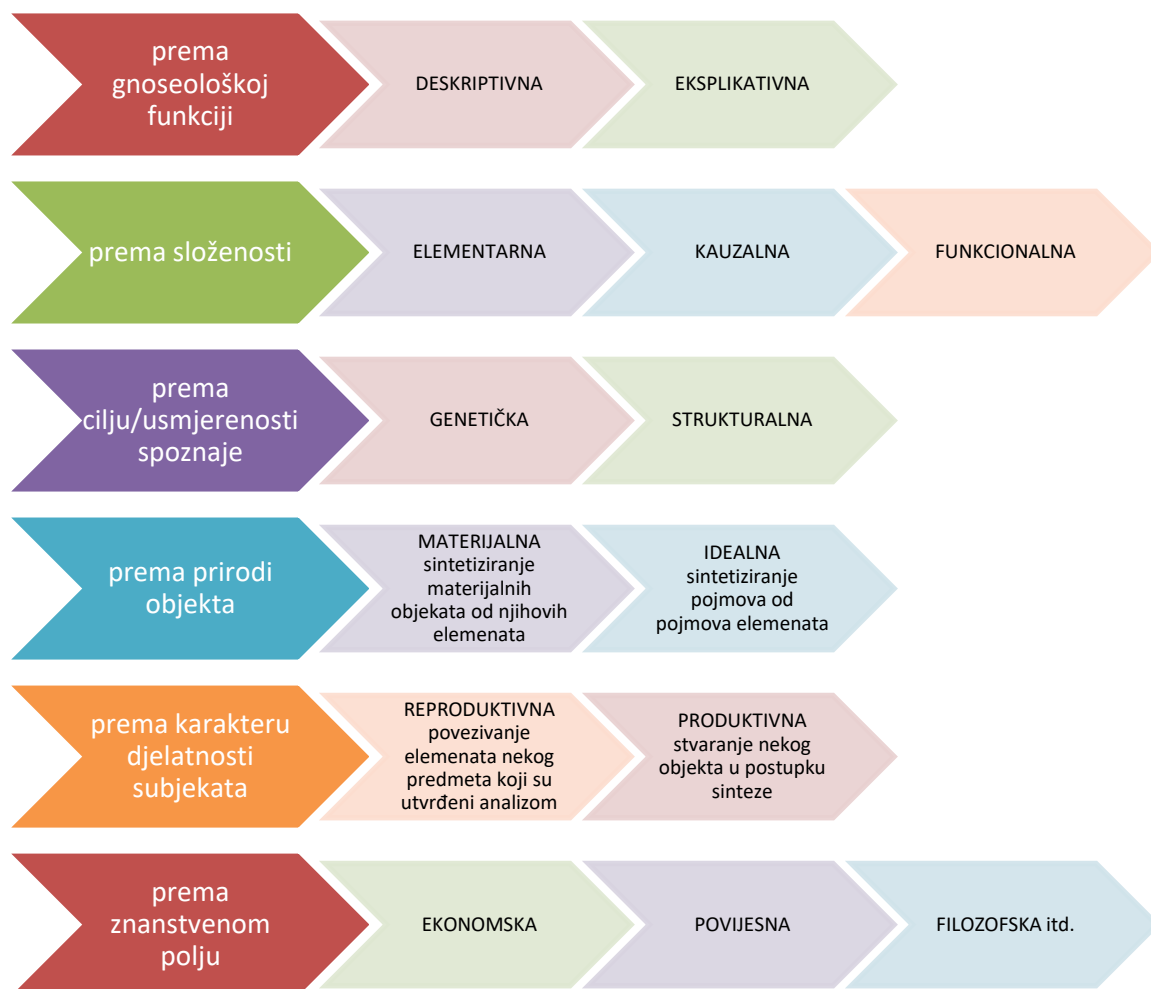 prema
gnoseološkoj
funkciji
DESKRIPTIVNA
EKSPLIKATIVNA
prema složenosti
ELEMENTARNA
KAUZALNA
FUNKCIONALNA
prema
cilju/usmjerenosti
spoznaje
GENETIČKA
STRUKTURALNA
prema prirodi
objekta
MATERIJALNA
sintetiziranje
materijalnih
objekata od njihovih
elemenata
IDEALNA
sintetiziranje
pojmova od
pojmova elemenata
prema karakteru
djelatnosti
subjekata
REPRODUKTIVNA
povezivanje
elemenata nekog
predmeta koji su
utvrđeni analizom
PRODUKTIVNA
stvaranje nekog
objekta u postupku
sinteze
prema
znanstvenom
polju
EKONOMSKA
POVIJESNA
FILOZOFSKA itd.